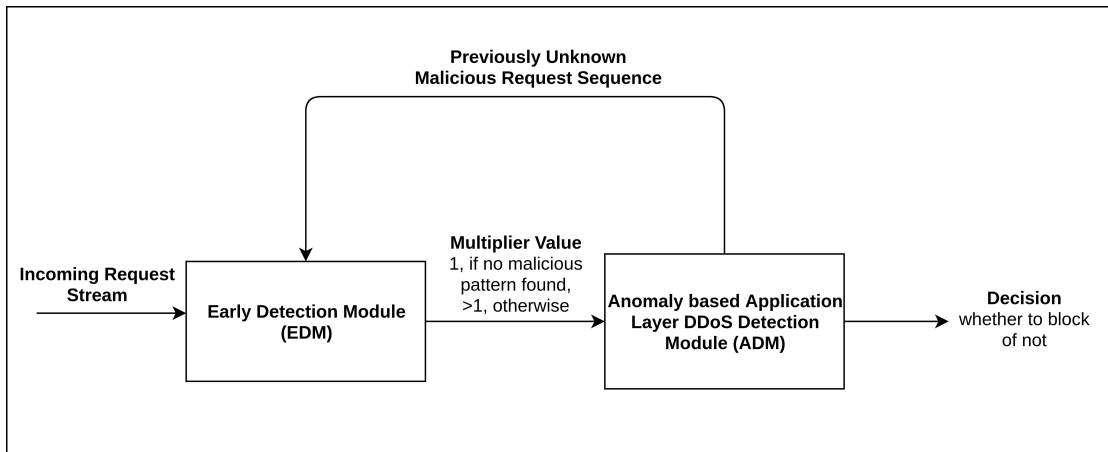 Previously Unknown
Malicious Request Sequence
Incoming Request
Stream
Early Detection Module
(EDM)
Multiplier Value
1, if no malicious
pattern found,
>1, otherwise
Anomaly based Application
Layer DDoS Detection
Module (ADM)
Decision
whether to block
of not